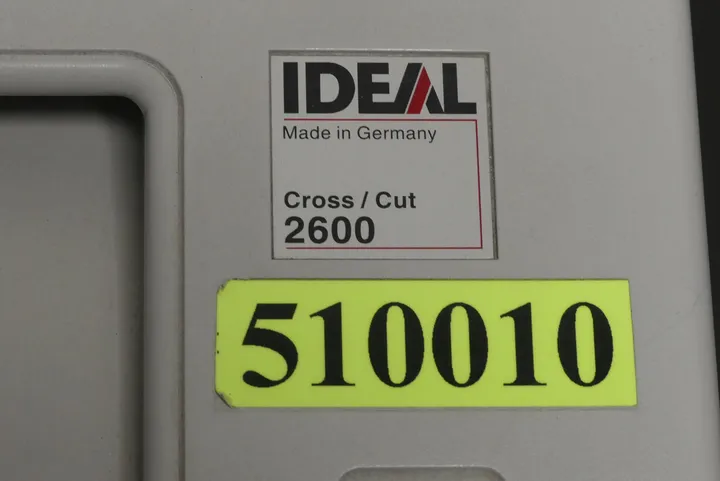 IDEAL
Made in Germany
Cross / Cut
2600
510010